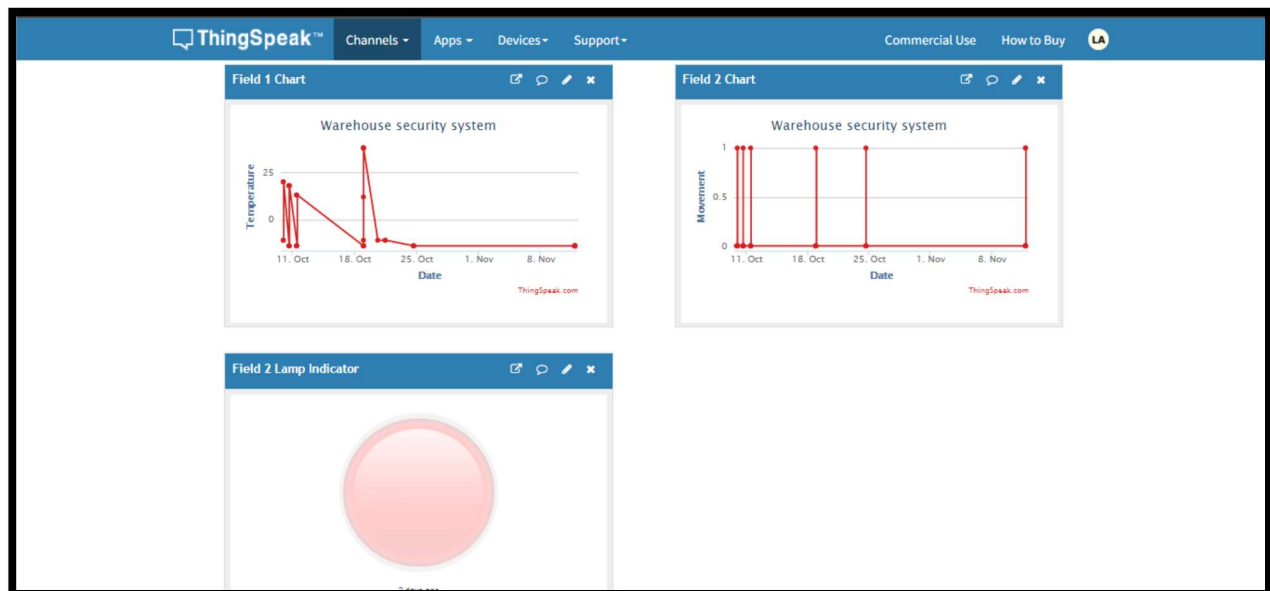 ThingSpeak™ Channels Apps Devices Support Commercial Use How to Buy LA
Field 1 Chart
Warehouse security system
Temperature
25
0
11. Oct 18. Oct 25. Oct 1. Nov 8. Nov
Date
ThingSpeak.com
Field 2 Chart
Warehouse security system
Movement
1
0.5
0
11. Oct 18. Oct 25. Oct 1. Nov 8. Nov
Date
ThingSpeak.com
Field 2 Lamp Indicator